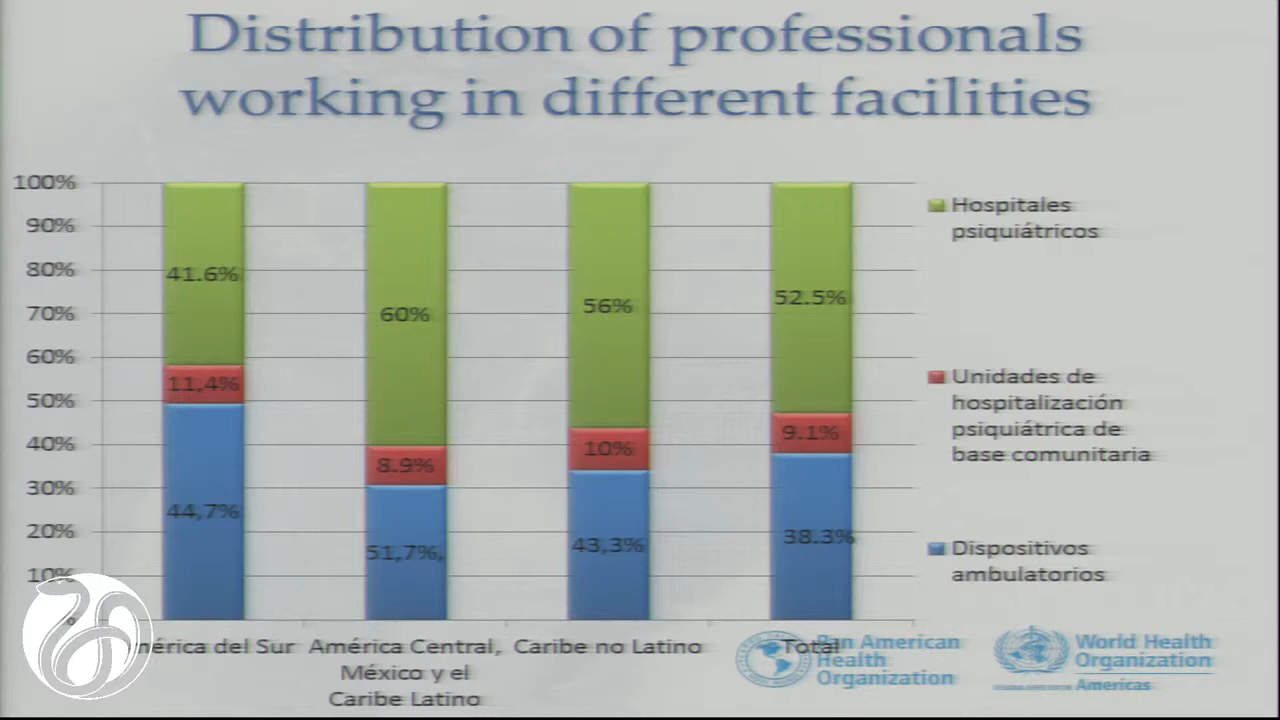 Distribution of professionals
working in different facilities
100%
90%
80%
70%
60%
50%
40%
30%
20%
10%
41.6%
11,4%
44,7%
60%
8.9%
51,7%,
56%
10%
43,3%
52.5%
9.1%
38.3%
Hospitales
psiquiátricos
Unidades de
hospitalización
psiquiátrica de
base comunitaria
Dispositivos
ambulatorios
mérica del Sur
América Central,
México y el
Caribe Latino
Caribe no Latino
Total
Pan American
Health
Organization
World Health
Organization
Americas